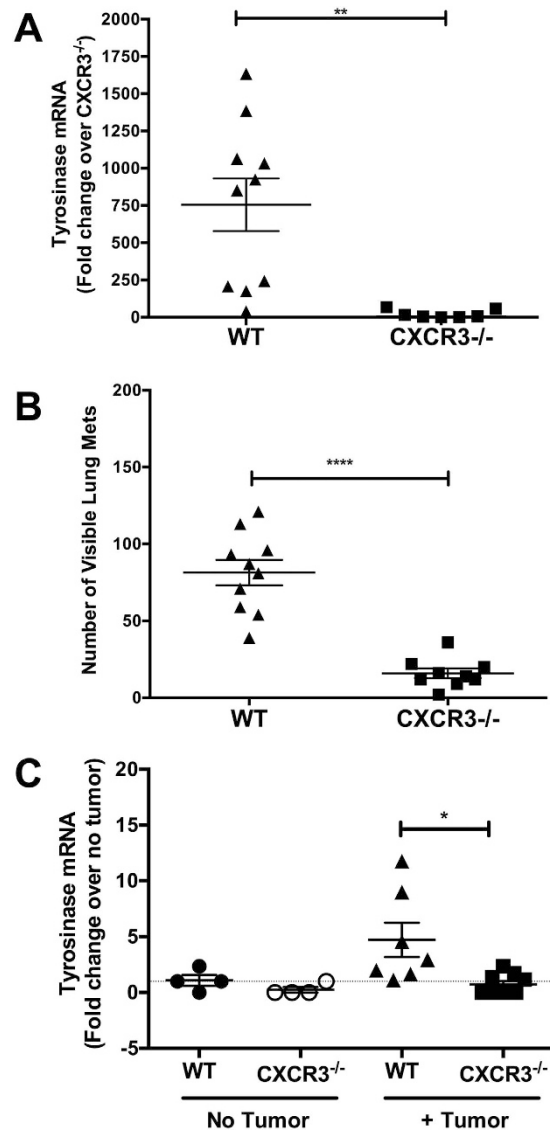 A
Tyrosinase mRNA
(Fold change over CXCR3-/-)
2000
1750
1500
1250
1000
750
500
250
0
**
WT
CXCR3-/-
B
Number of Visible Lung Mets
200
150
100
50
0
****
WT
CXCR3-/-
C
Tyrosinase mRNA
(Fold change over no tumor)
20
15
10
5
0
-5
*
WT
CXCR3-/-
WT
CXCR3-/-
No Tumor
+ Tumor